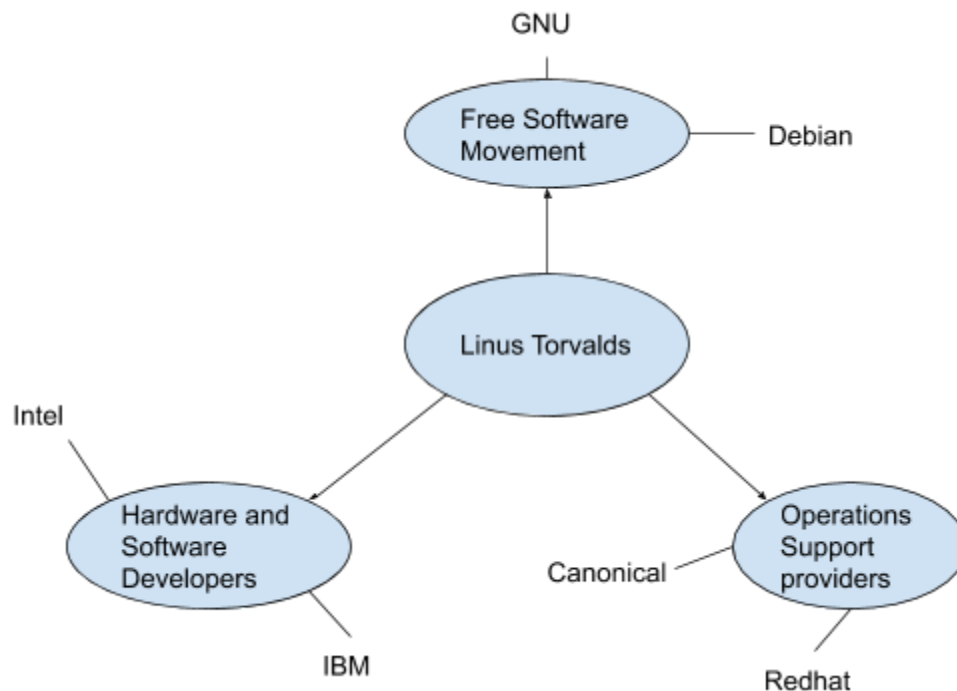 GNU
Free Software
Movement
Debian
Linus Torvalds
Intel
Hardware and
Software
Developers
IBM
Operations
Support
providers
Canonical
Redhat